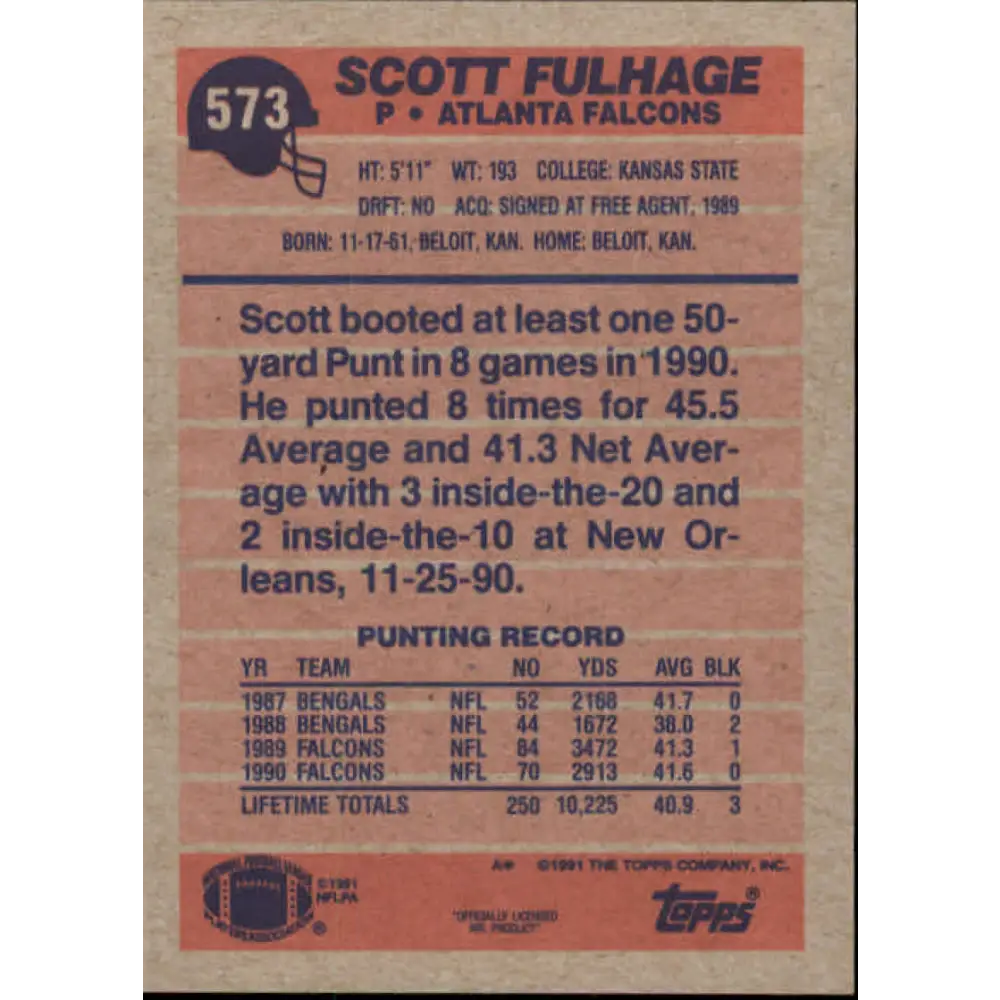 573
SCOTT FULHAGE
P • ATLANTA FALCONS
HT: 5'11" WT: 193 COLLEGE: KANSAS STATE
DRFT: NO ACQ: SIGNED AT FREE AGENT, 1989
BORN: 11-17-61, BELOIT, KAN. HOME: BELOIT, KAN.
Scott booted at least one 50-
yard Punt in 8 games in 1990.
He punted 8 times for 45.5
Average and 41.3 Net Aver-
age with 3 inside-the-20 and
2 inside-the-10 at New Or-
leans, 11-25-90.
PUNTING RECORD
YR TEAM NO YDS AVG BLK
1987 BENGALS NFL 52 2168 41.7 0
1988 BENGALS NFL 44 1672 38.0 2
1989 FALCONS NFL 84 3472 41.3 1
1990 FALCONS NFL 70 2913 41.6 0
LIFETIME TOTALS 250 10,225 40.9 3
A* ©1991 THE TOPPS COMPANY, INC.
©1991
NFLPA
®
"OFFICIALLY LICENSED
PRODUCT"
Topps®